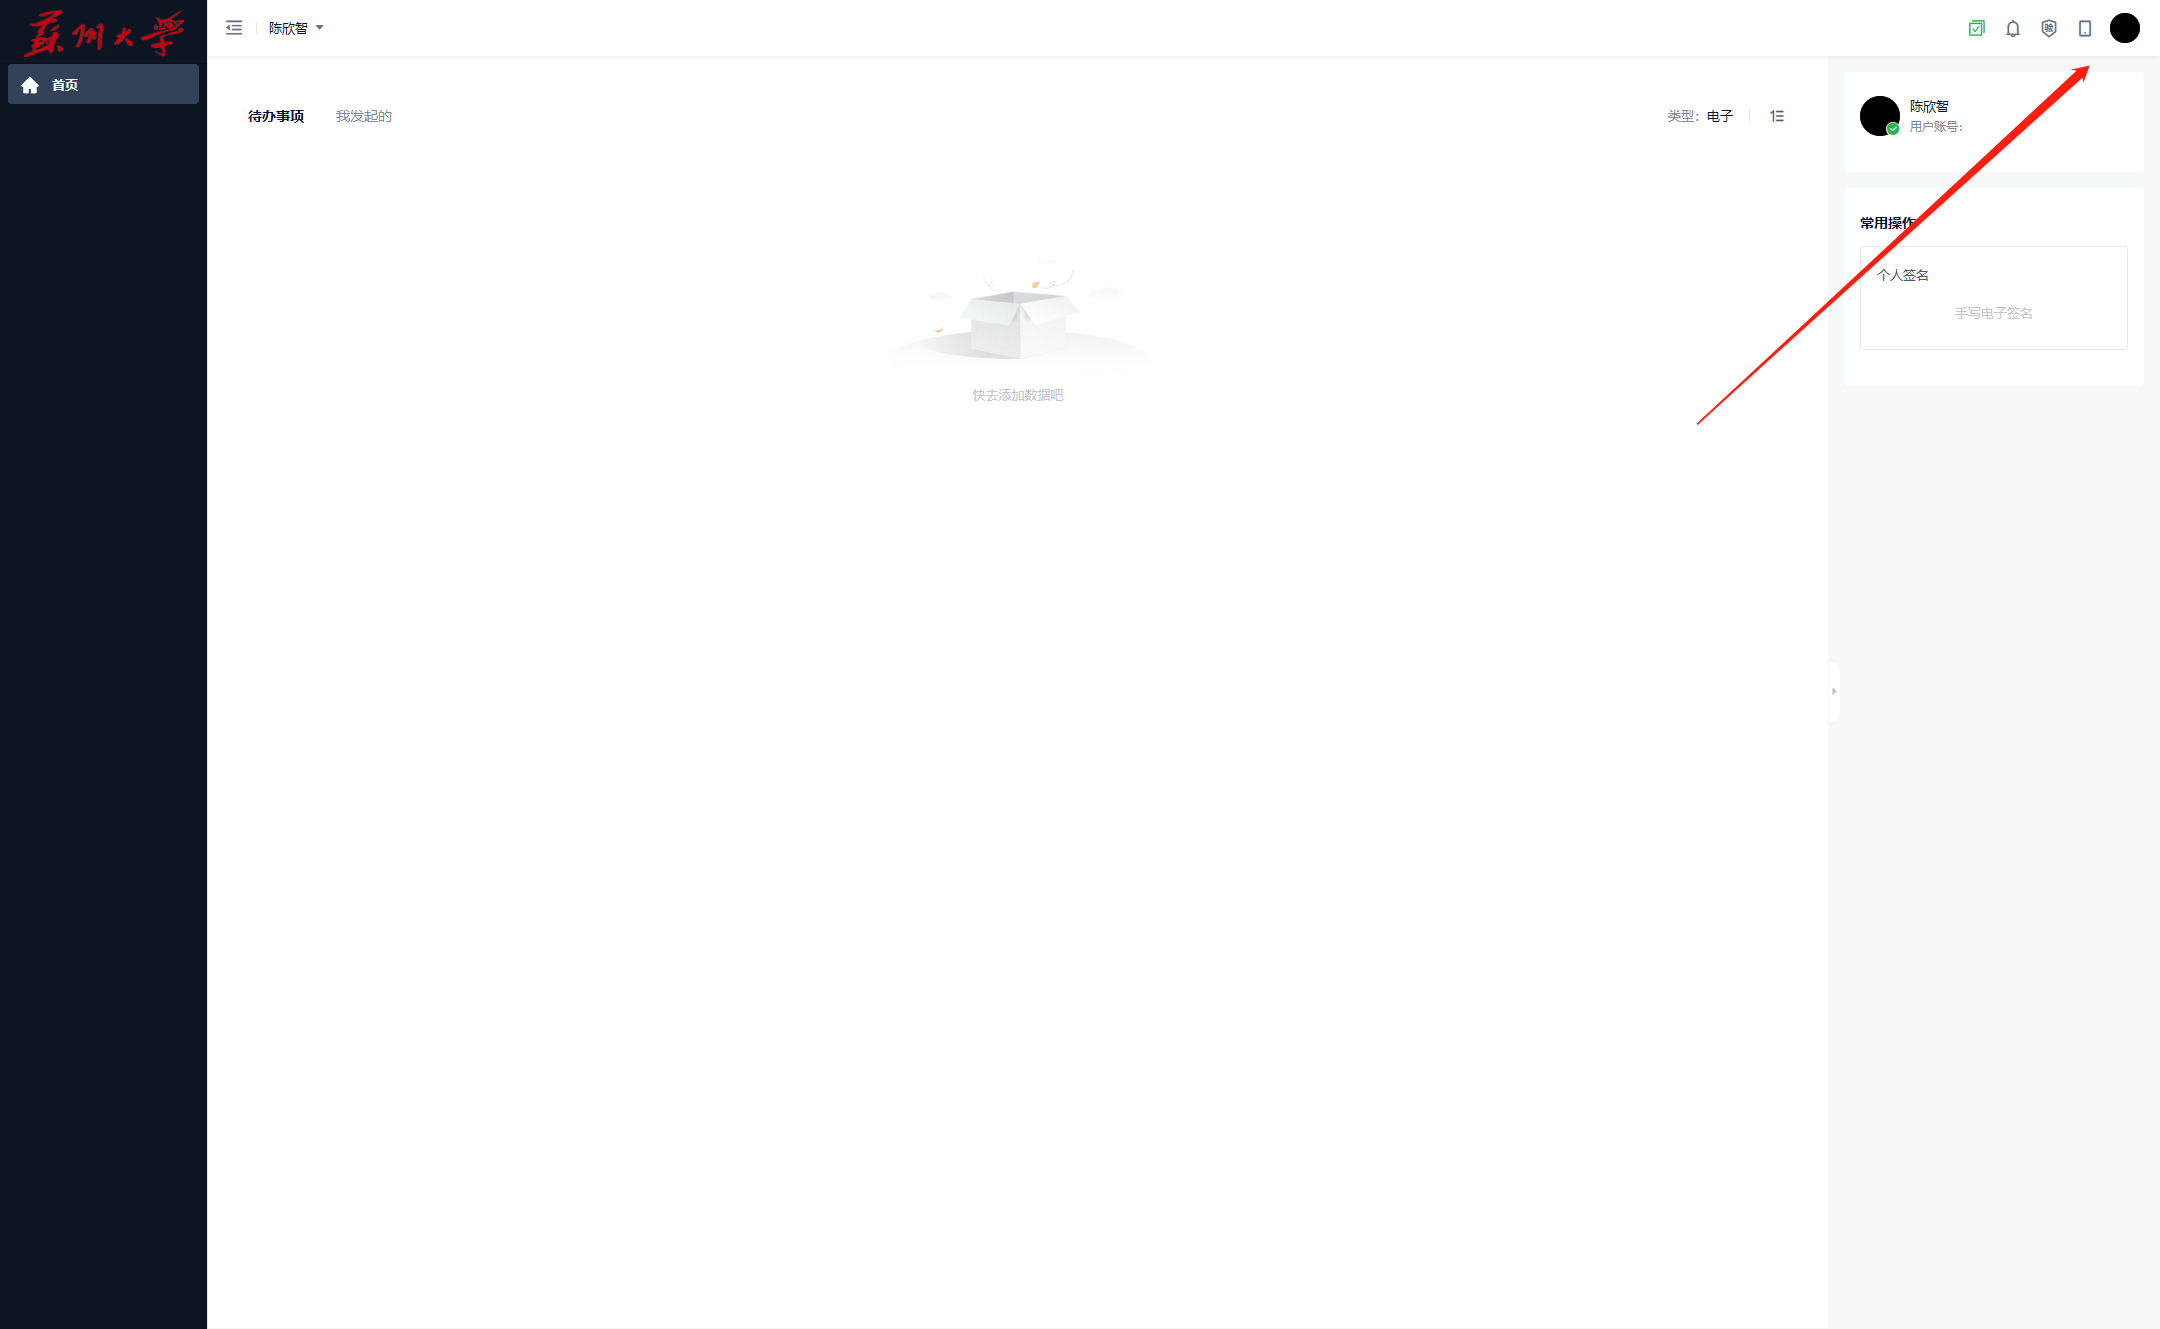 蘇州大學
首页
陈欣智
待办事项
我发起的
类型：电子
快去添加数据吧
陈欣智
用户账号：
常用操作
个人签名
手写电子签名